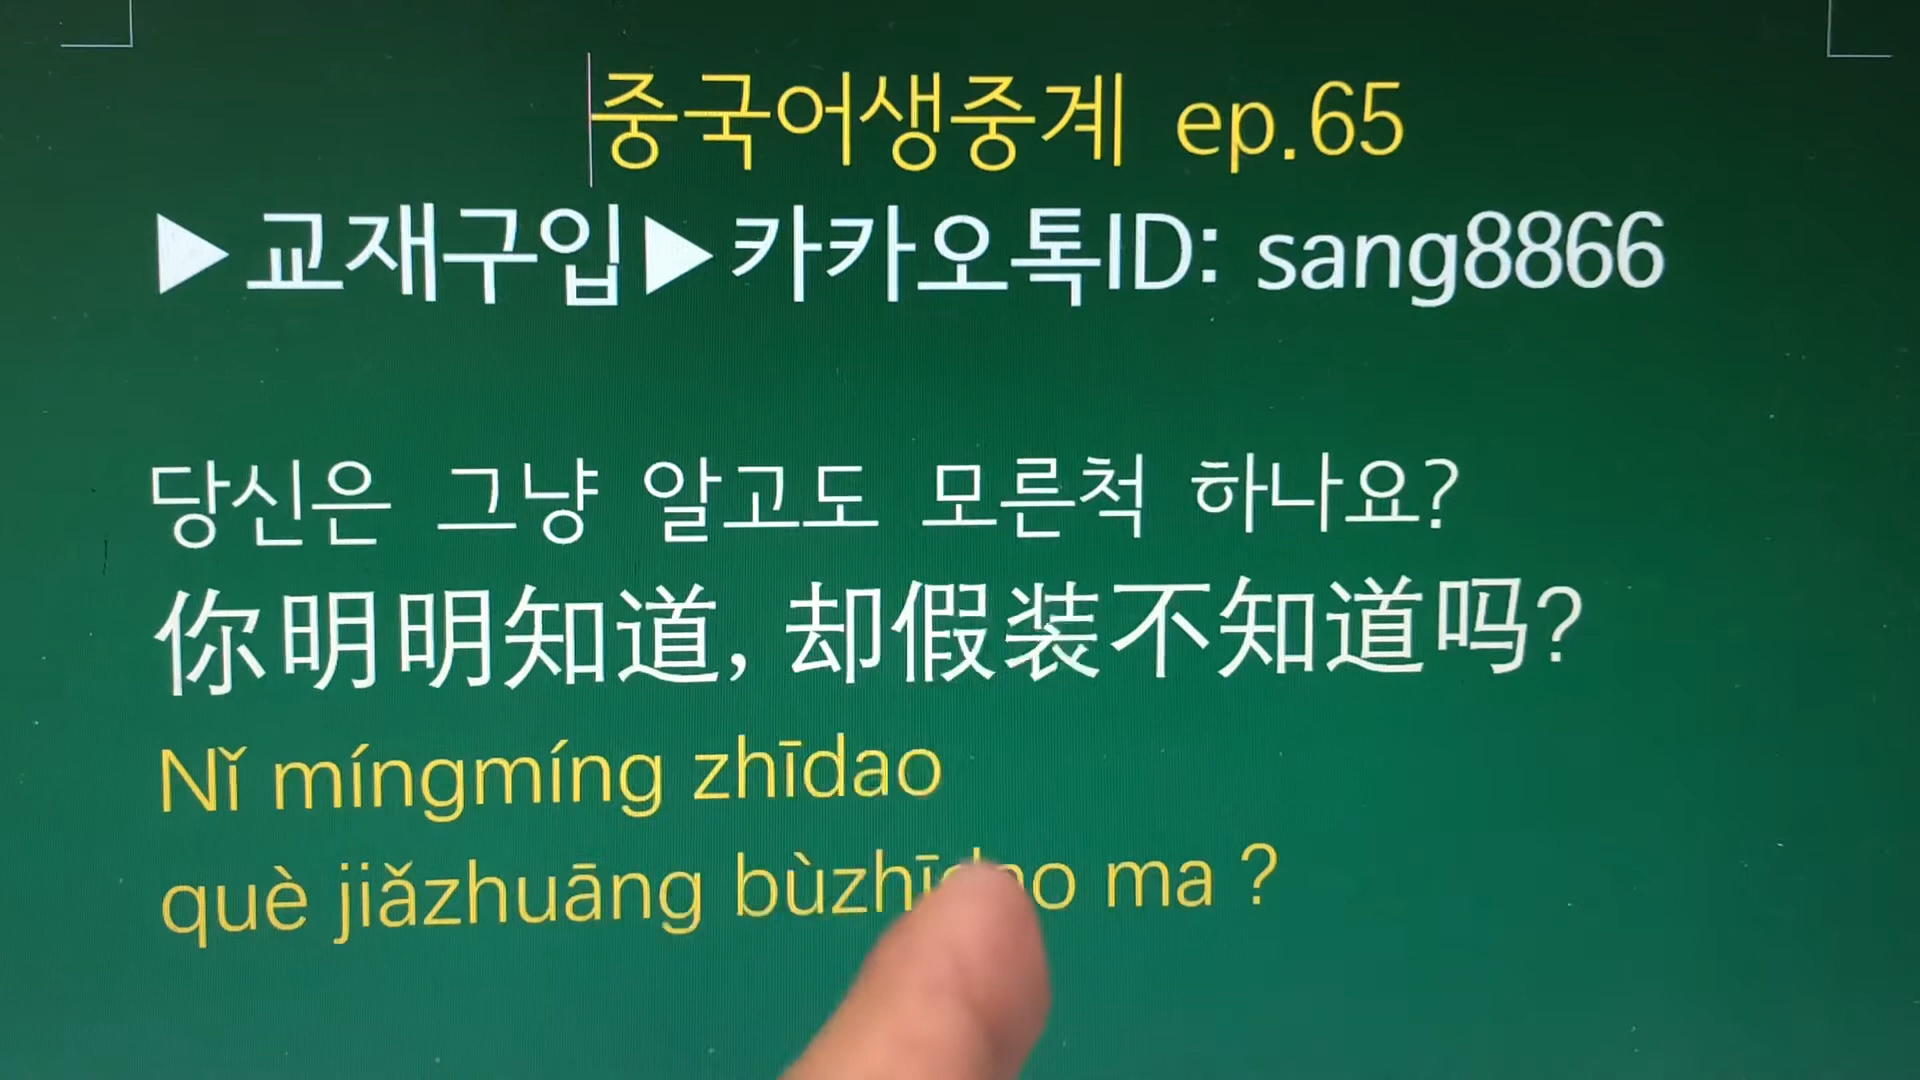 중국어생중계 ep.65
▶교재구입▶카카오톡ID: sang8866
당신은 그냥 알고도 모른척 하나요?
你明明知道, 却假装不知道吗?
Nǐ míngmíng zhīdao
què jiǎzhuāng bùzhīdao ma ?